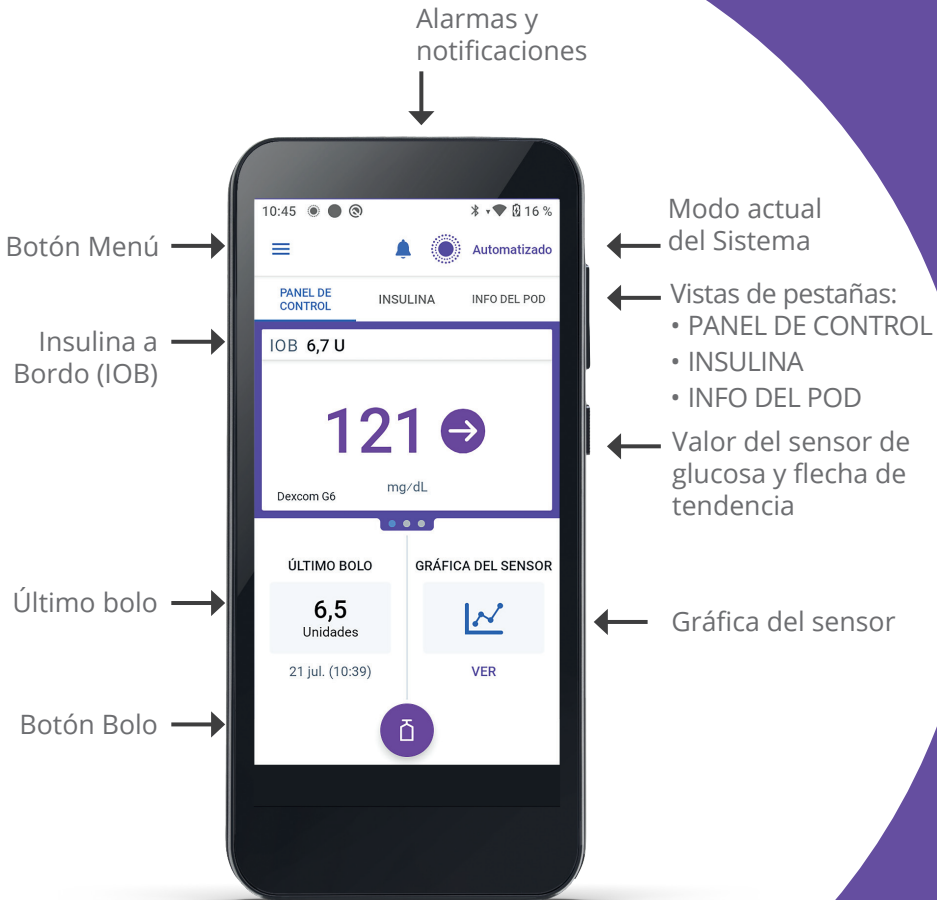 Alarmas y
notificaciones
10:45
16 %
Botón Menú
Automatizado
Modo actual
del Sistema
PANEL DE
CONTROL
INSULINA
INFO DEL POD
Vistas de pestañas:
• PANEL DE CONTROL
• INSULINA
• INFO DEL POD
Insulina a
Bordo (IOB)
IOB 6,7 U
121
mg/dL
Dexcom G6
Valor del sensor de
glucosa y flecha de
tendencia
ÚLTIMO BOLO
GRÁFICA DEL SENSOR
Último bolo
6,5
Unidades
21 jul. (10:39)
VER
Gráfica del sensor
Botón Bolo